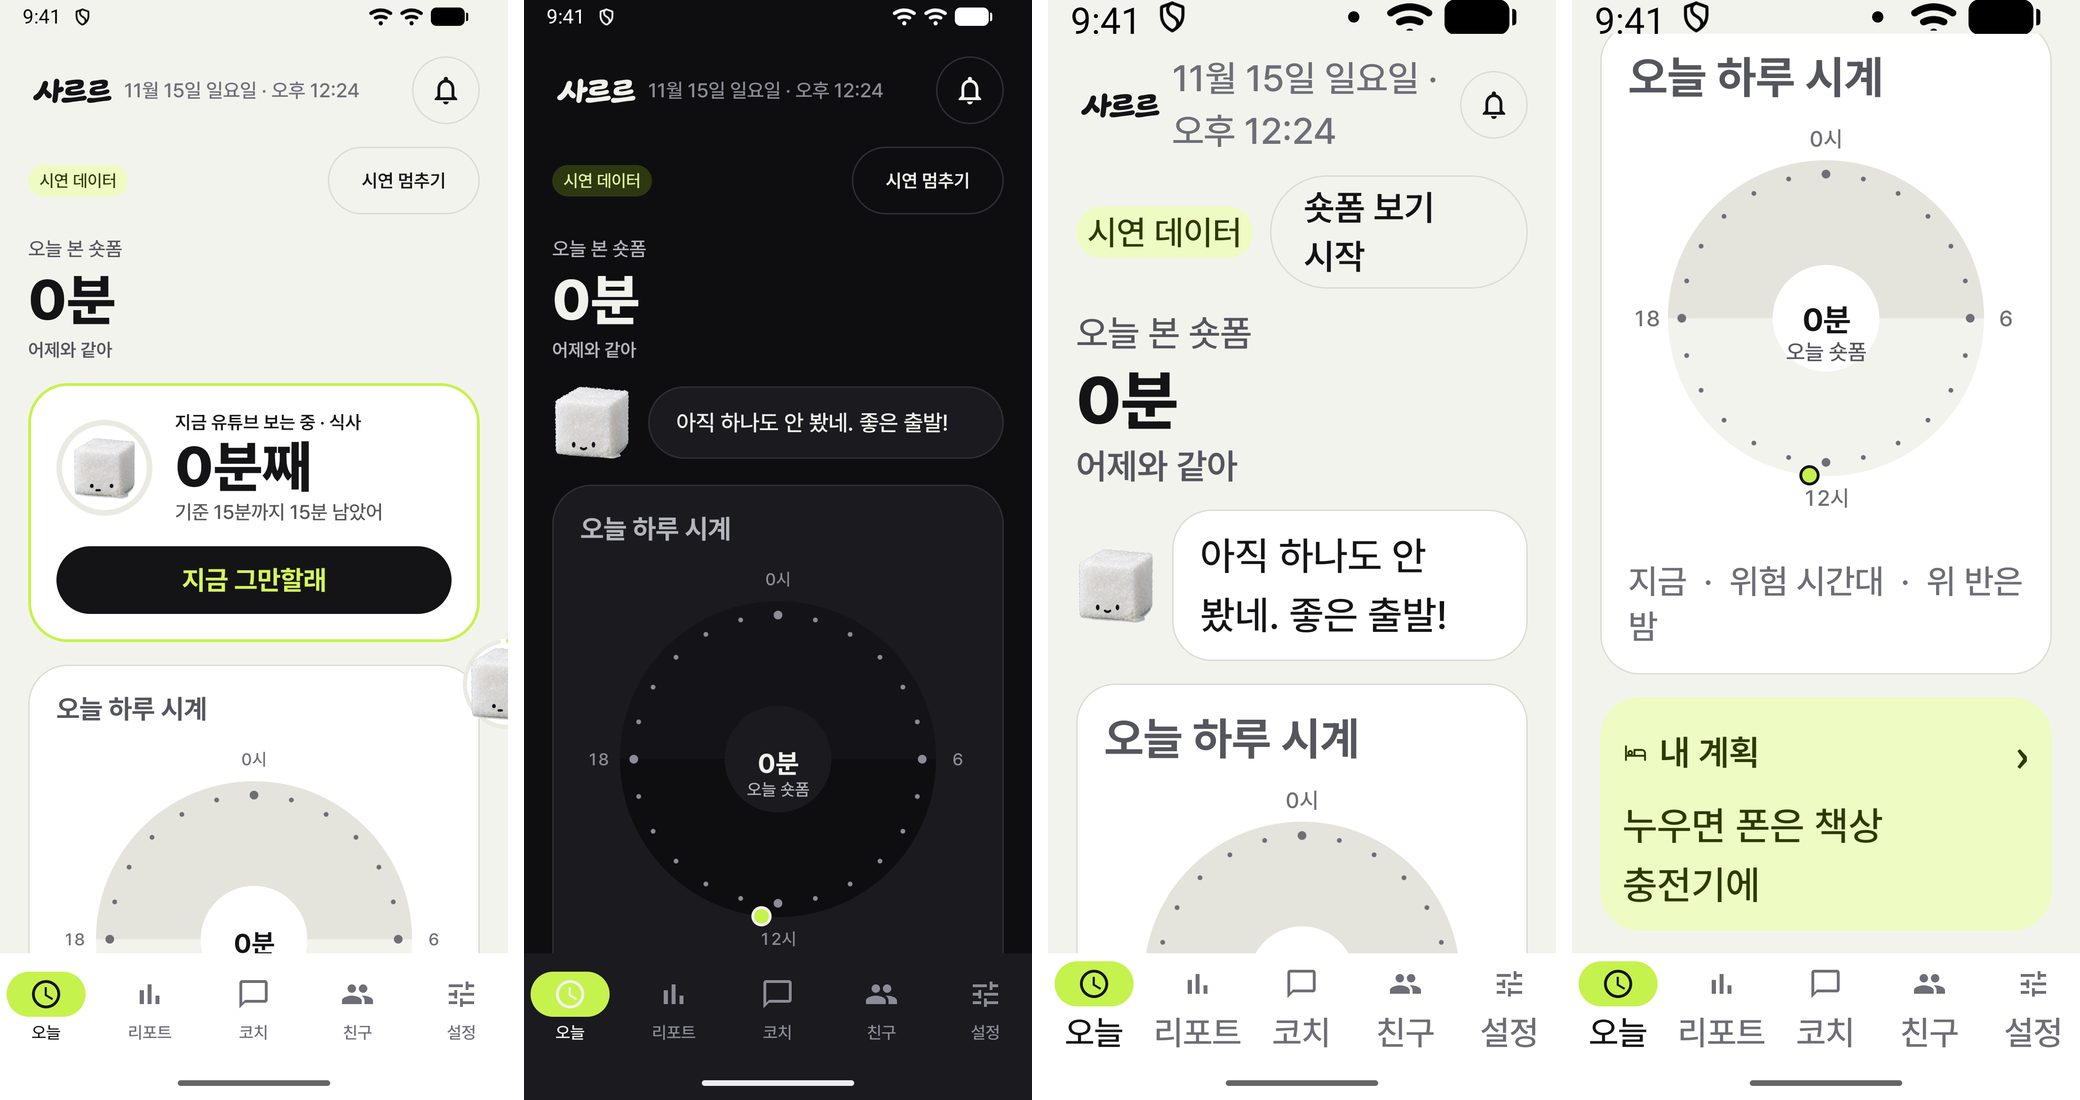 9:41
사르르 11월 15일 일요일 · 오후 12:24
시연 데이터
시연 멈추기
오늘 본 숏폼
0분
어제와 같아
지금 유튜브 보는 중 · 식사
0분째
기준 15분까지 15분 남았어
지금 그만할래
오늘 하루 시계
0시
18
0분
6
오늘
리포트
코치
친구
설정
9:41
사르르 11월 15일 일요일 · 오후 12:24
시연 데이터
시연 멈추기
오늘 본 숏폼
0분
어제와 같아
아직 하나도 안 봤네. 좋은 출발!
오늘 하루 시계
0시
18
0분
오늘 숏폼
6
12시
오늘
리포트
코치
친구
설정
9:41
사르르
11월 15일 일요일 ·
오후 12:24
시연 데이터
숏폼 보기
시작
오늘 본 숏폼
0분
어제와 같아
아직 하나도 안
봤네. 좋은 출발!
오늘 하루 시계
0시
오늘
리포트
코치
친구
설정
9:41
오늘 하루 시계
0시
18
0분
오늘 숏폼
6
12시
지금 · 위험 시간대 · 위 반은
밤
내 계획
누우면 폰은 책상
충전기에
오늘
리포트
코치
친구
설정